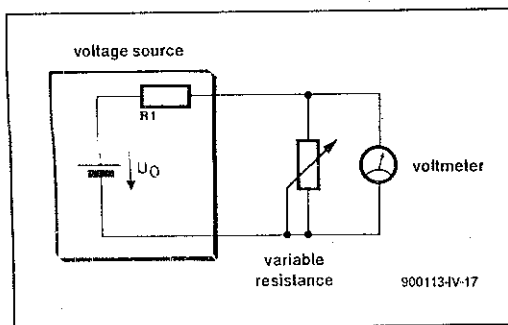 voltage source
R1
U0
voltmeter
variable
resistance
900113-IV-17